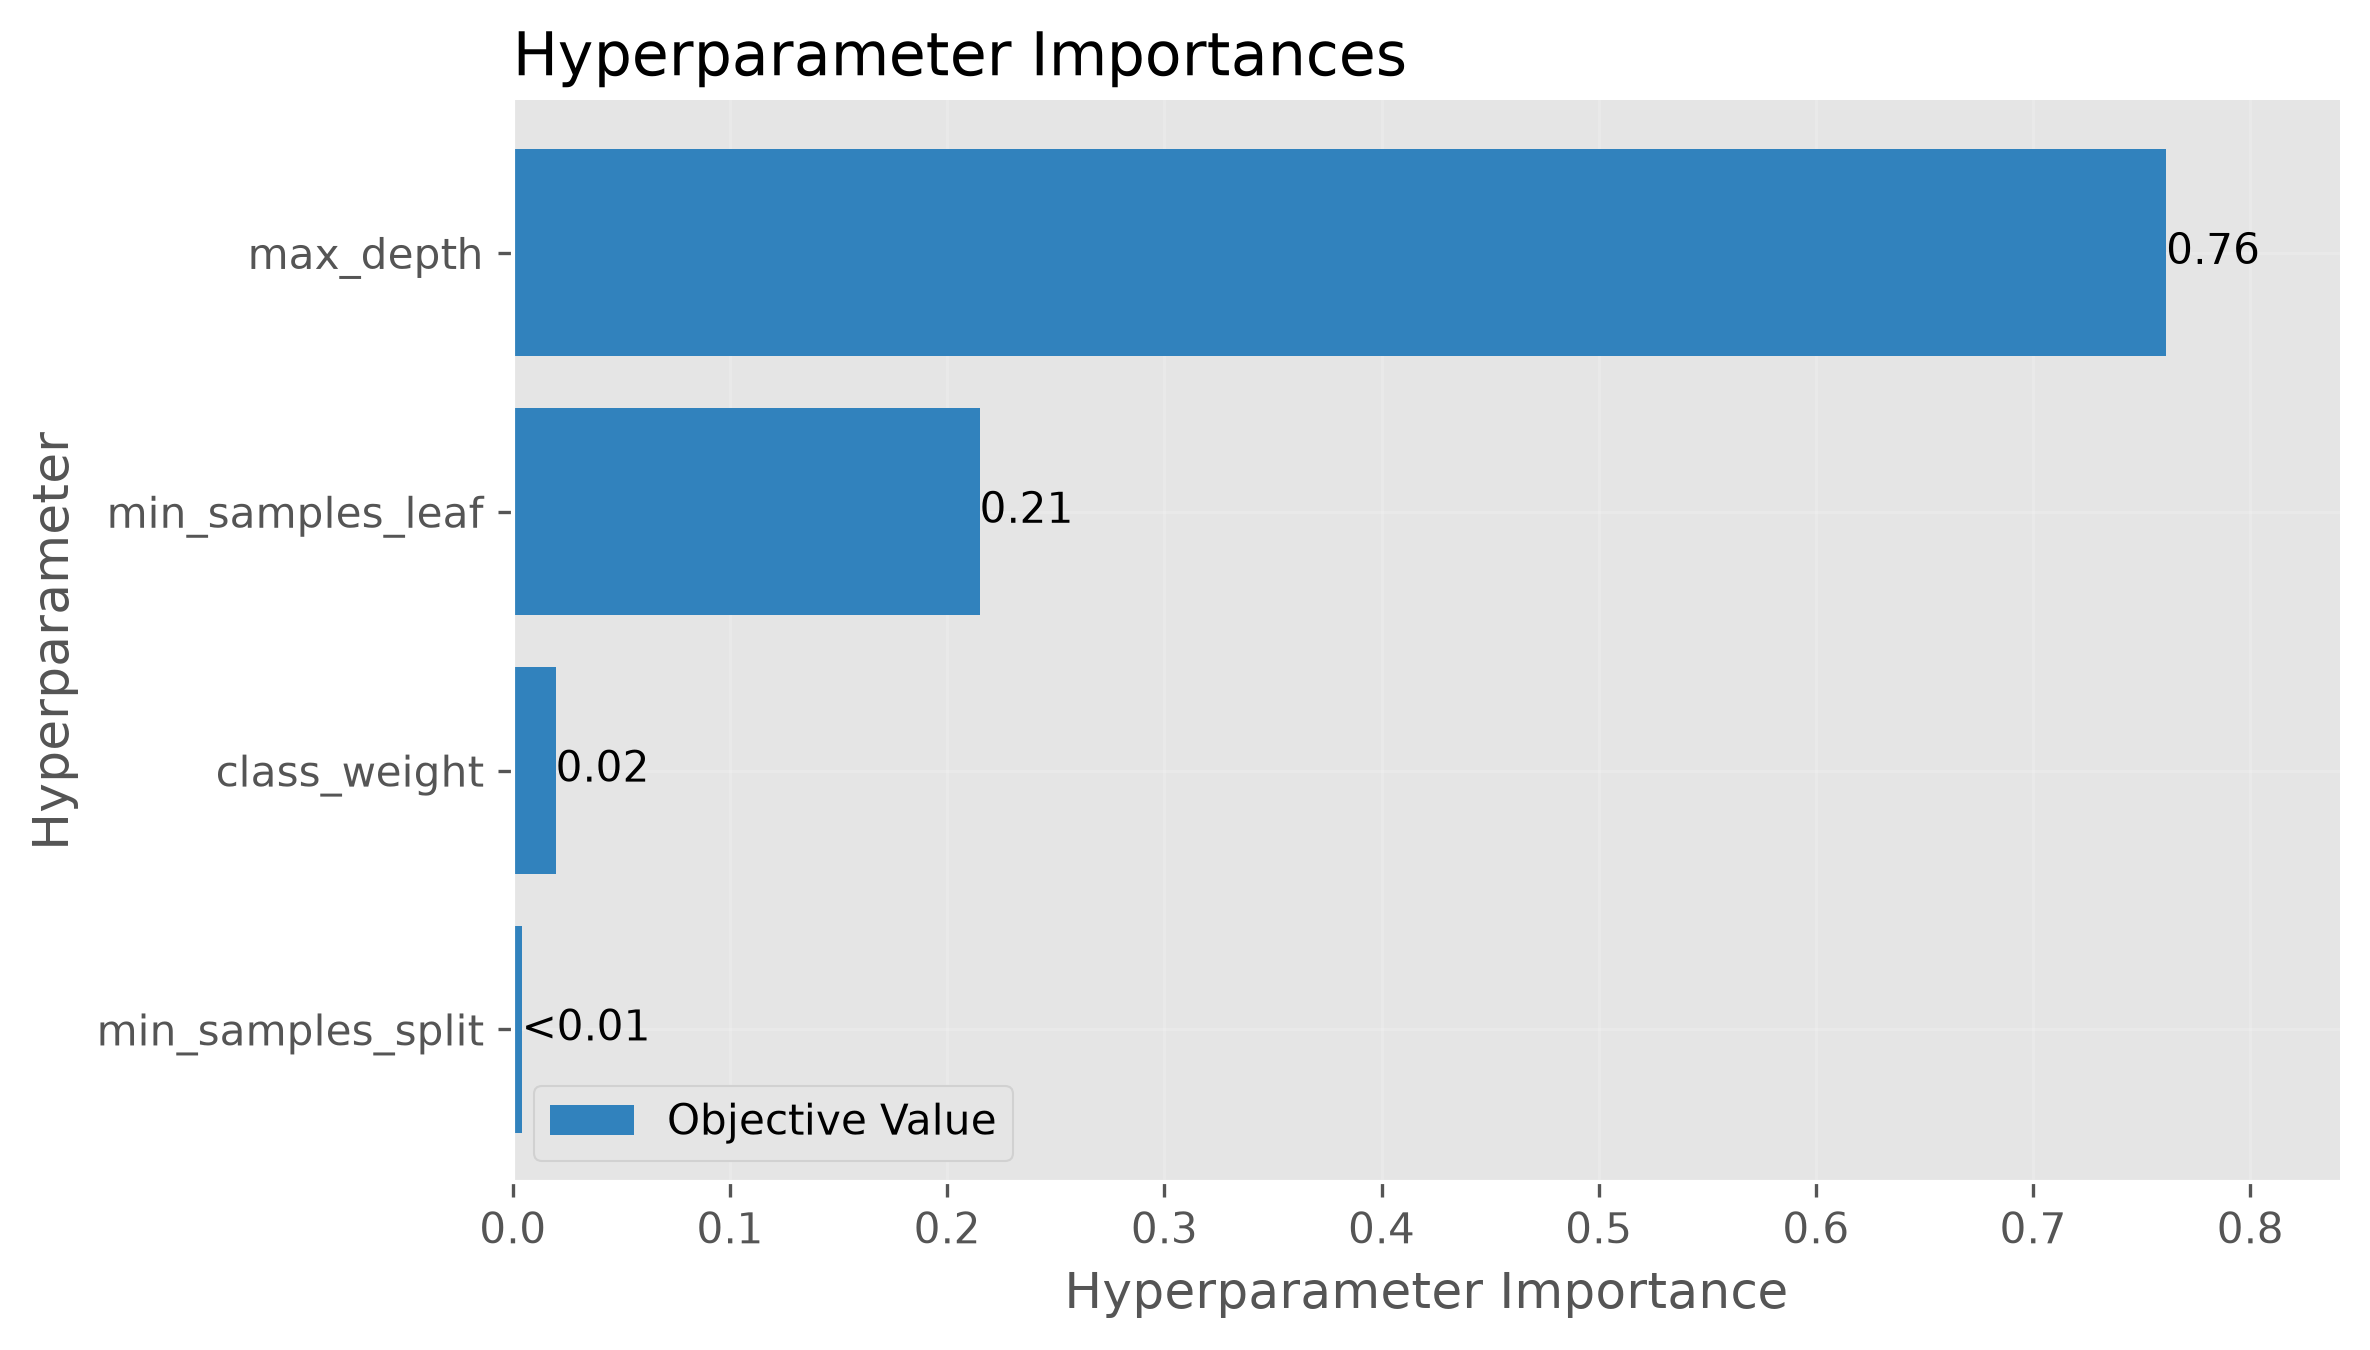 Hyperparameter Importances
Hyperparameter
max_depth
0.76
min_samples_leaf
0.21
class_weight
0.02
min_samples_split
<0.01
Objective Value
0.0 0.1 0.2 0.3 0.4 0.5 0.6 0.7 0.8
Hyperparameter Importance